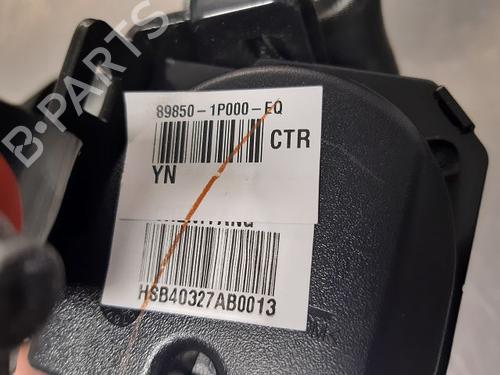 B-PARTS
89850-1P000-EQ
CTR
YN
HSB40327AB0013